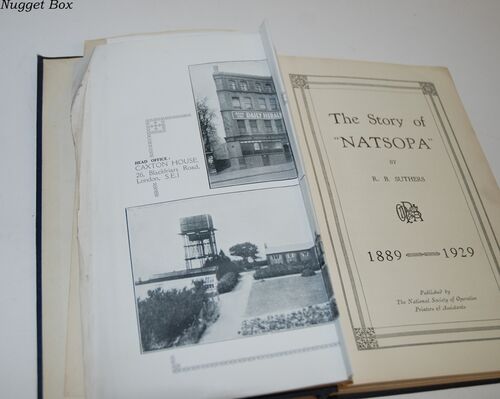 Nugget Box
DAILY HERALD
HEAD OFFICE:
CAXTON HOUSE
26, Blackfriars Road,
London, S.E.1
The Story of
"NATSOPA"
BY
R. B. SUTHERS
1889 1929
Published by
The National Society of Operative
Printers & Assistants